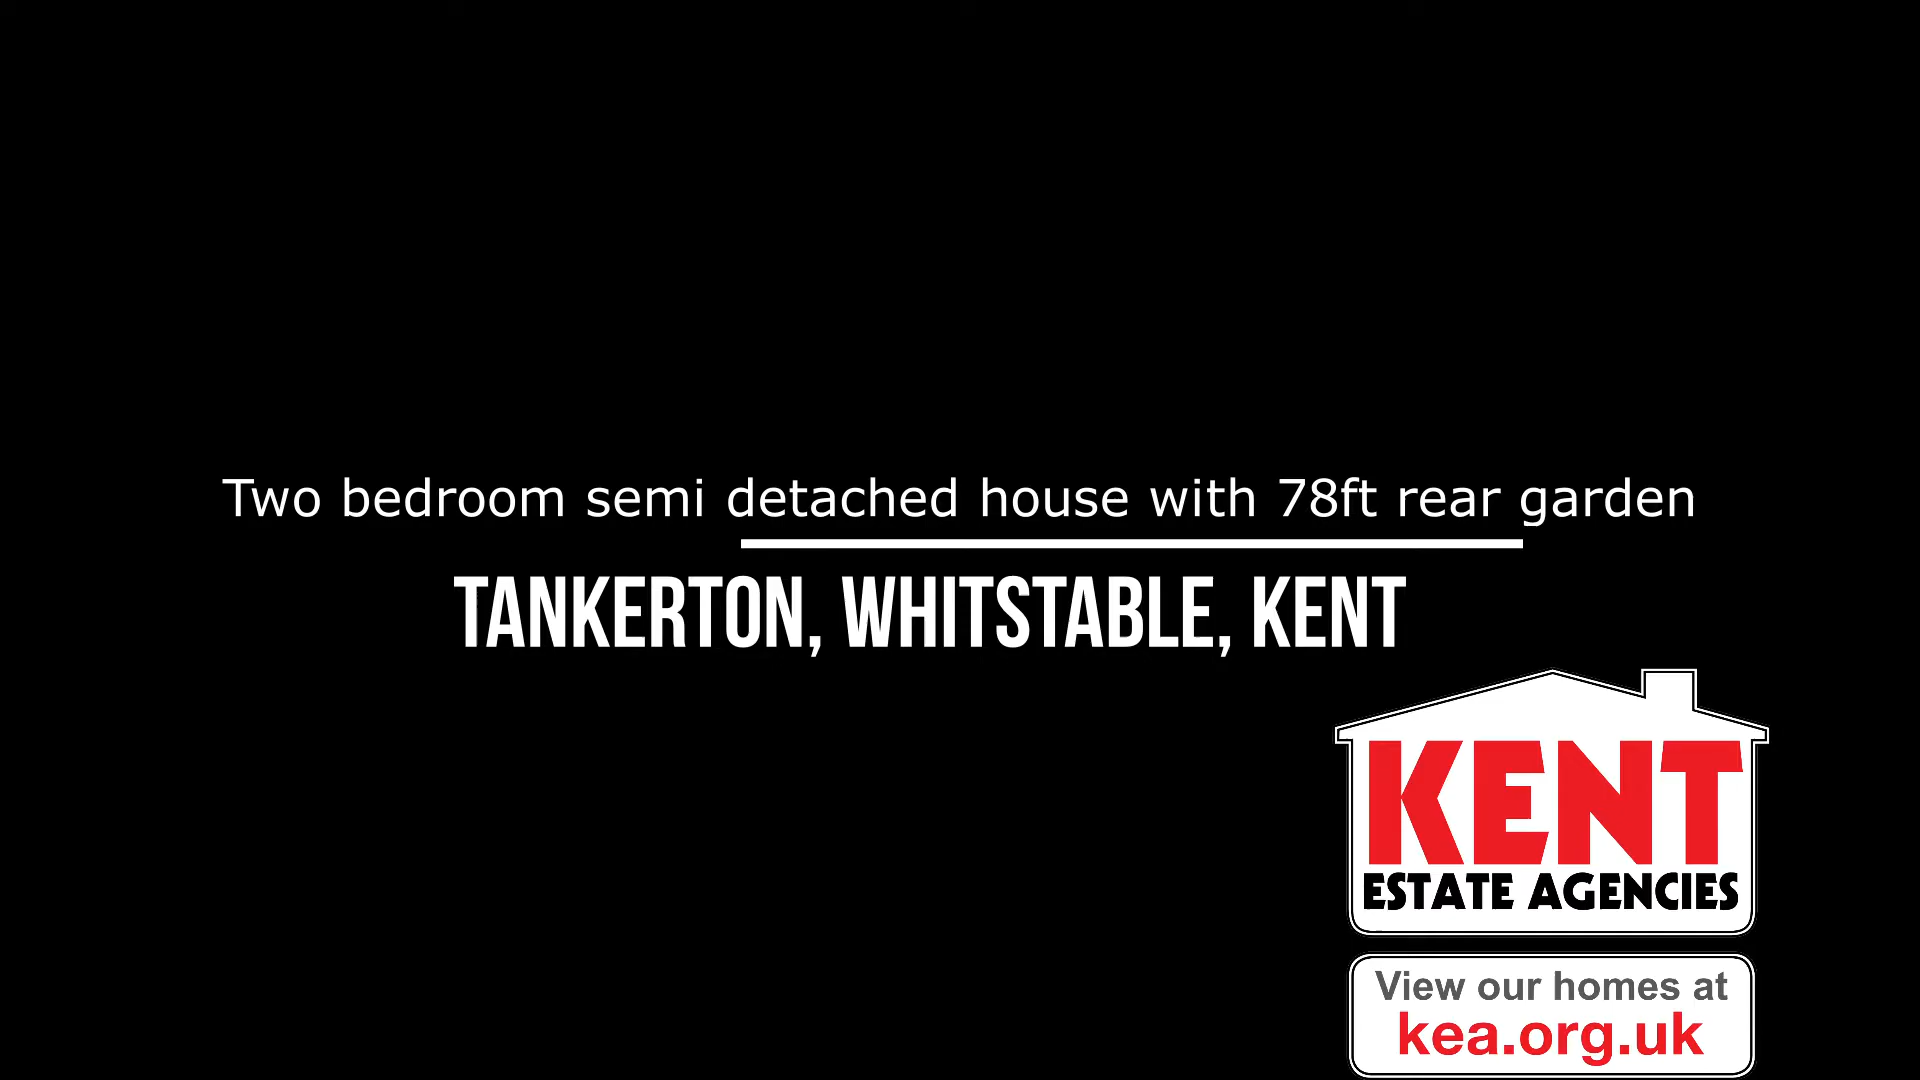 Two bedroom semi detached house with 78ft rear garden
TANKERTON, WHITSTABLE, KENT
KENT
ESTATE AGENCIES
View our homes at
kea.org.uk